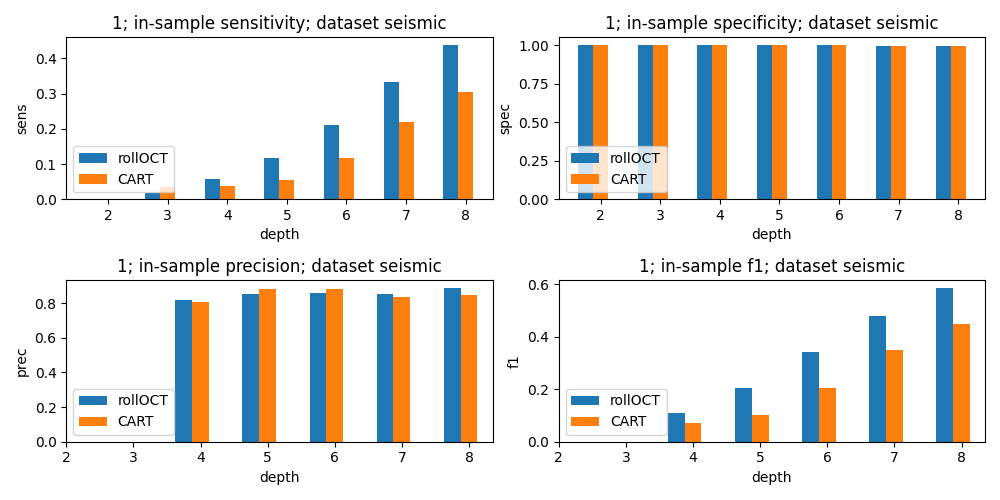 1; in-sample sensitivity; dataset seismic
sens
0.4
0.3
0.2
0.1
0.0
rollOCT
CART
2 3 4 5 6 7 8
depth
1; in-sample specificity; dataset seismic
spec
1.00
0.75
0.50
0.25
0.00
rollOCT
CART
2 3 4 5 6 7 8
depth
1; in-sample precision; dataset seismic
prec
0.8
0.6
0.4
0.2
0.0
rollOCT
CART
2 3 4 5 6 7 8
depth
1; in-sample f1; dataset seismic
f1
0.6
0.4
0.2
0.0
rollOCT
CART
2 3 4 5 6 7 8
depth